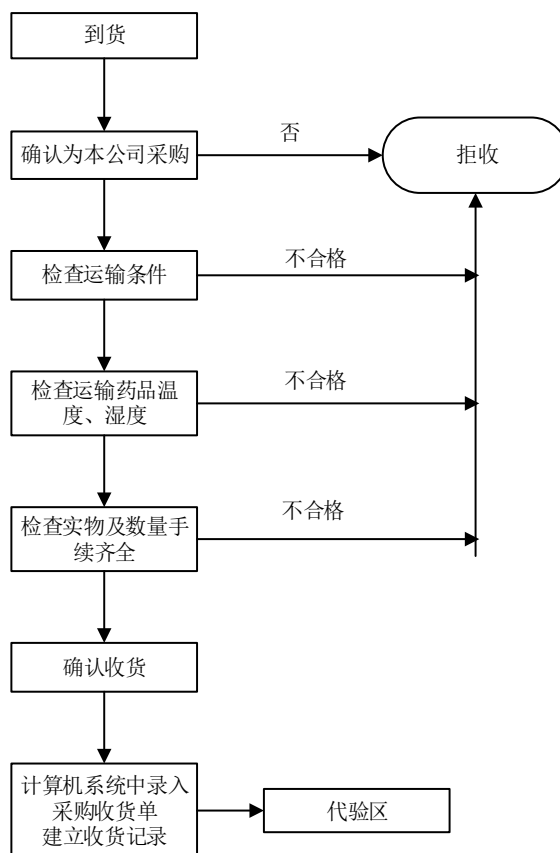 到货
否
确认为本公司采购
拒收
不合格
检查运输条件
不合格
检查运输药品温
度、湿度
不合格
检查实物及数量手
续齐全
确认收货
计算机系统中录入
采购收货单
建立收货记录
代验区